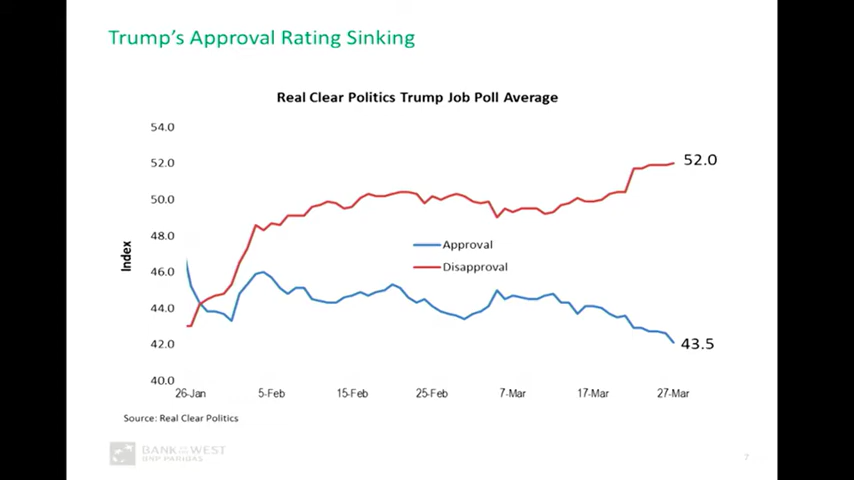 Trump's Approval Rating Sinking
Real Clear Politics Trump Job Poll Average
54.0
52.0
50.0
48.0
46.0
44.0
42.0
40.0
Index
52.0
43.5
Approval
Disapproval
26-Jan 5-Feb 15-Feb 25-Feb 7-Mar 17-Mar 27-Mar
Source: Real Clear Politics
BANK OF THE WEST
BNP PARIBAS
7